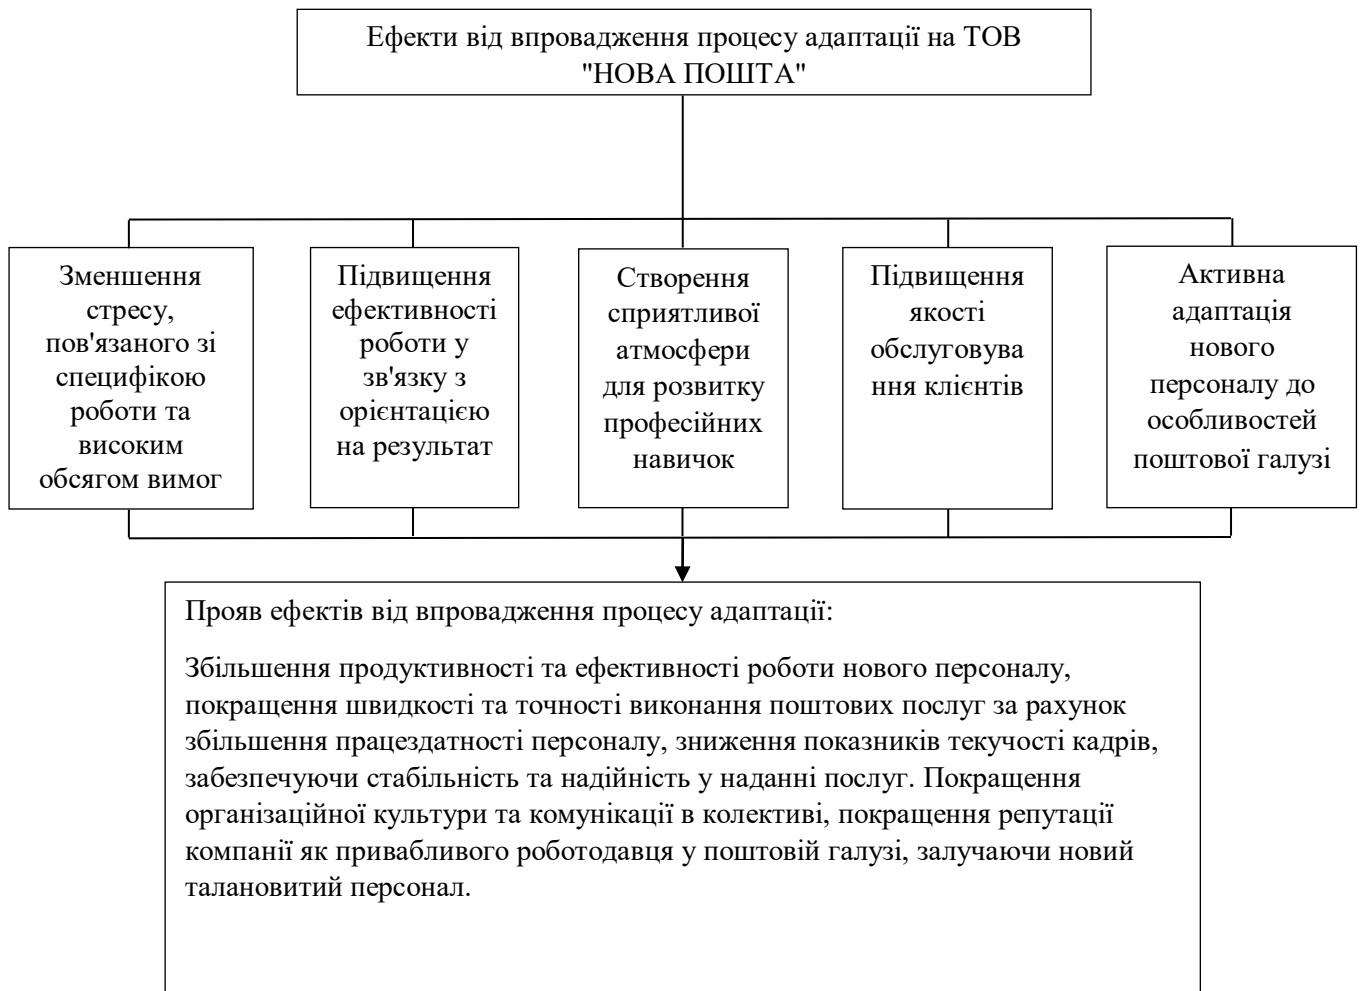 Ефекти від впровадження процесу адаптації на ТОВ
"НОВА ПОШТА"
Зменшення
стресу,
пов'язаного зі
специфікою
роботи та
високим
обсягом вимог
Підвищення
ефективності
роботи у
зв'язку з
орієнтацією
на результат
Створення
сприятливої
атмосфери
для розвитку
професійних
навичок
Підвищення
якості
обслуговува
ння клієнтів
Активна
адаптація
нового
персоналу до
особливостей
поштової галузі
Прояв ефектів від впровадження процесу адаптації:
Збільшення продуктивності та ефективності роботи нового персоналу,
покращення швидкості та точності виконання поштових послуг за рахунок
збільшення працездатності персоналу, зниження показників текучості кадрів,
забезпечуючи стабільність та надійність у наданні послуг. Покращення
організаційної культури та комунікації в колективі, покращення репутації
компанії як привабливого роботодавця у поштовій галузі, залучаючи новий
талановитий персонал.